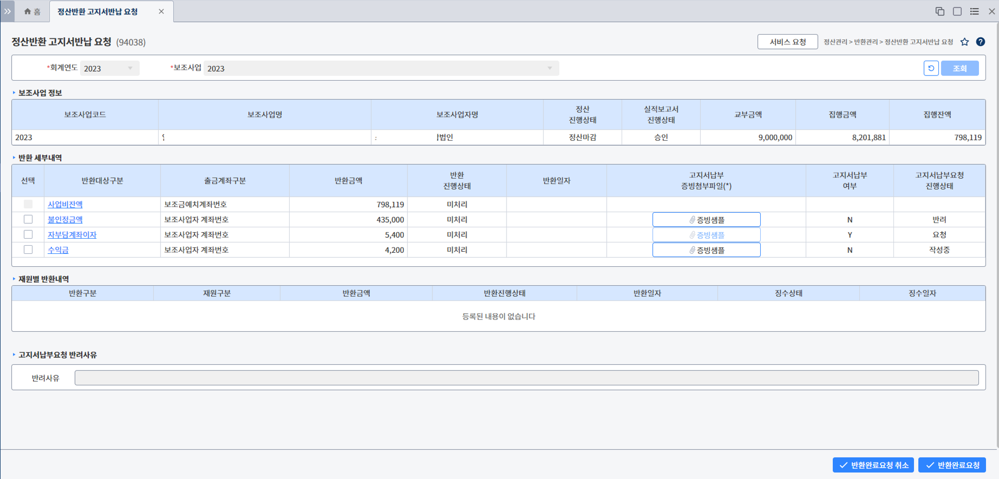 홈
정산반환 고지서반납 요청
정산반환 고지서반납 요청 (94038)
서비스 요청
정산관리 > 반환관리 > 정산반환 고지서반납 요청
*회계연도 2023
*보조사업 2023
조회
보조사업 정보
보조사업코드 보조사업명 보조사업자명 정산 진행상태 실적보고서 진행상태 교부금액 집행금액 집행잔액
2023 법인 정산마감 승인 9,000,000 8,201,881 798,119
반환 세부내역
선택 반환대상구분 출금계좌구분 반환금액 반환 진행상태 반환일자 고지서납부 증빙첨부파일(*) 고지서납부 여부 고지서납부요청 진행상태
사업비잔액 보조금예치계좌번호 798,119 미처리
불인정금액 보조사업자 계좌번호 435,000 미처리 증빙샘플 N 반려
자부담계좌이자 보조사업자 계좌번호 5,400 미처리 증빙샘플 Y 요청
수익금 보조사업자 계좌번호 4,200 미처리 증빙샘플 N 작성중
재원별 반환내역
반환구분 재원구분 반환금액 반환진행상태 반환일자 징수상태 징수일자
등록된 내용이 없습니다
고지서납부요청 반려사유
반려사유
반환완료요청 취소
반환완료요청